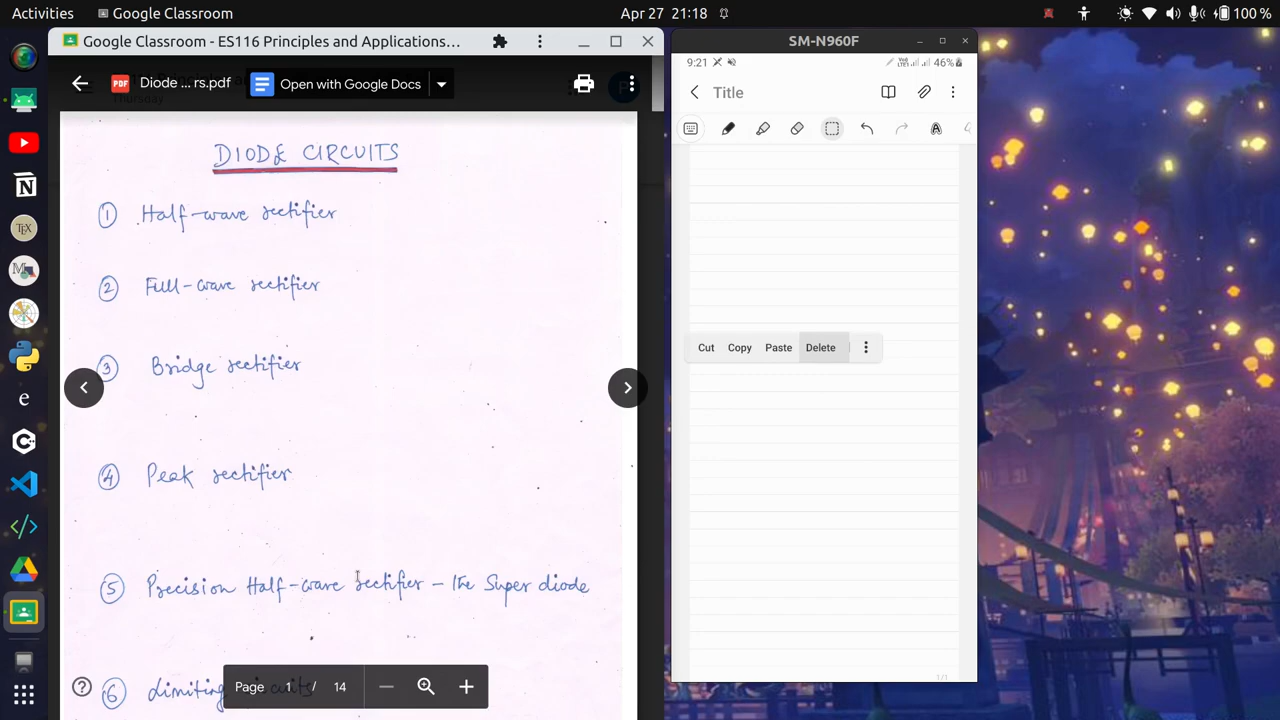 Activities
Google Classroom
Apr 27 21:18
100 %
Google Classroom - ES116 Principles and Applications...
Diode ... rs.pdf
Open with Google Docs
DIODE CIRCUITS
① Half-wave rectifier
② Full-wave rectifier
③ Bridge rectifier
④ Peak rectifier
⑤ Precision Half-wave rectifier - the Super diode
⑥ Limiting circuits
Page 1 / 14
SM-N960F
9:21
46%
Title
Cut
Copy
Paste
Delete
1/1